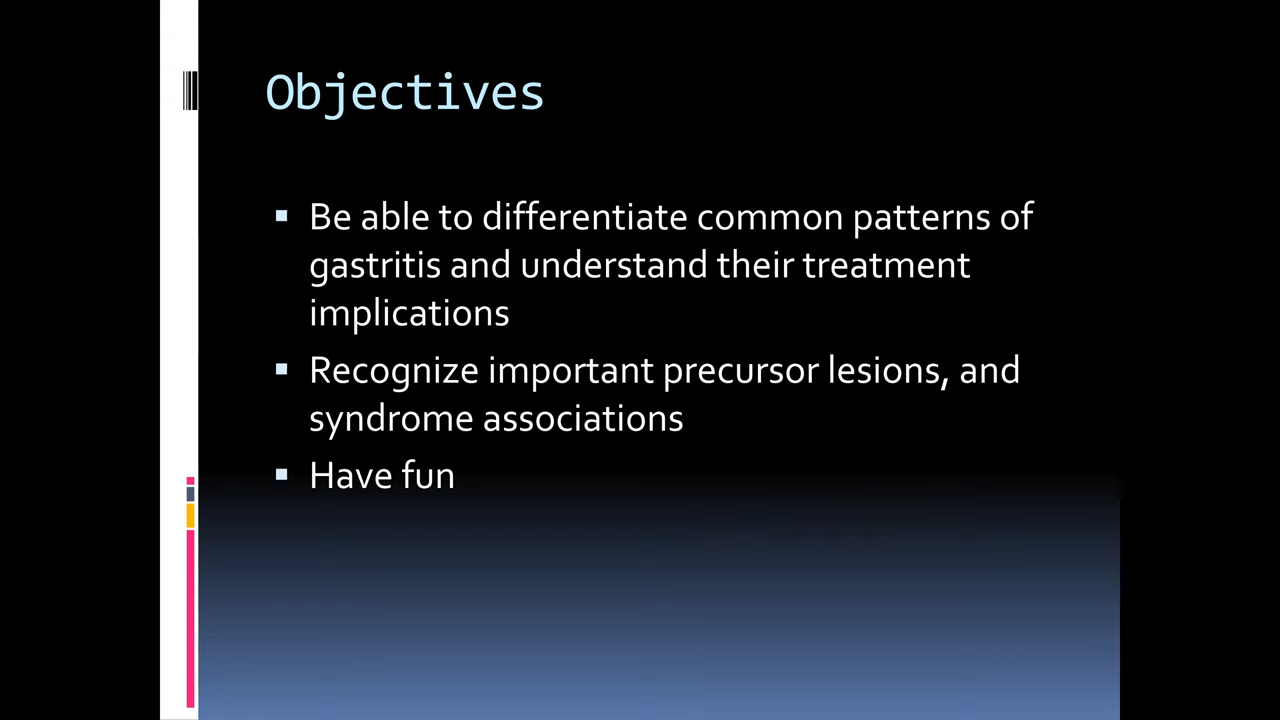 Objectives
Be able to differentiate common patterns of
gastritis and understand their treatment
implications
Recognize important precursor lesions, and
syndrome associations
Have fun